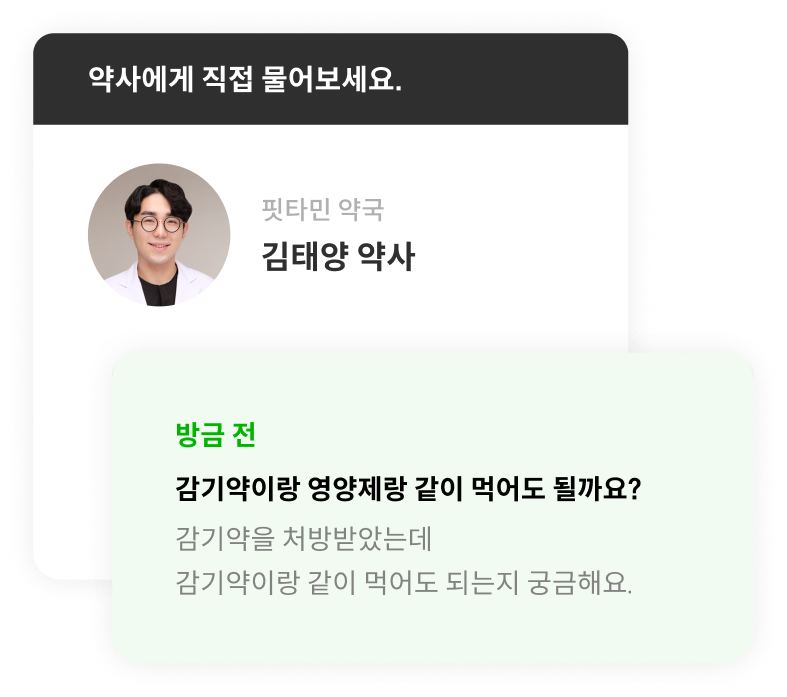 약사에게 직접 물어보세요.
핏타민 약국
김태양 약사
방금 전
감기약이랑 영양제랑 같이 먹어도 될까요?
감기약을 처방받았는데
감기약이랑 같이 먹어도 되는지 궁금해요.